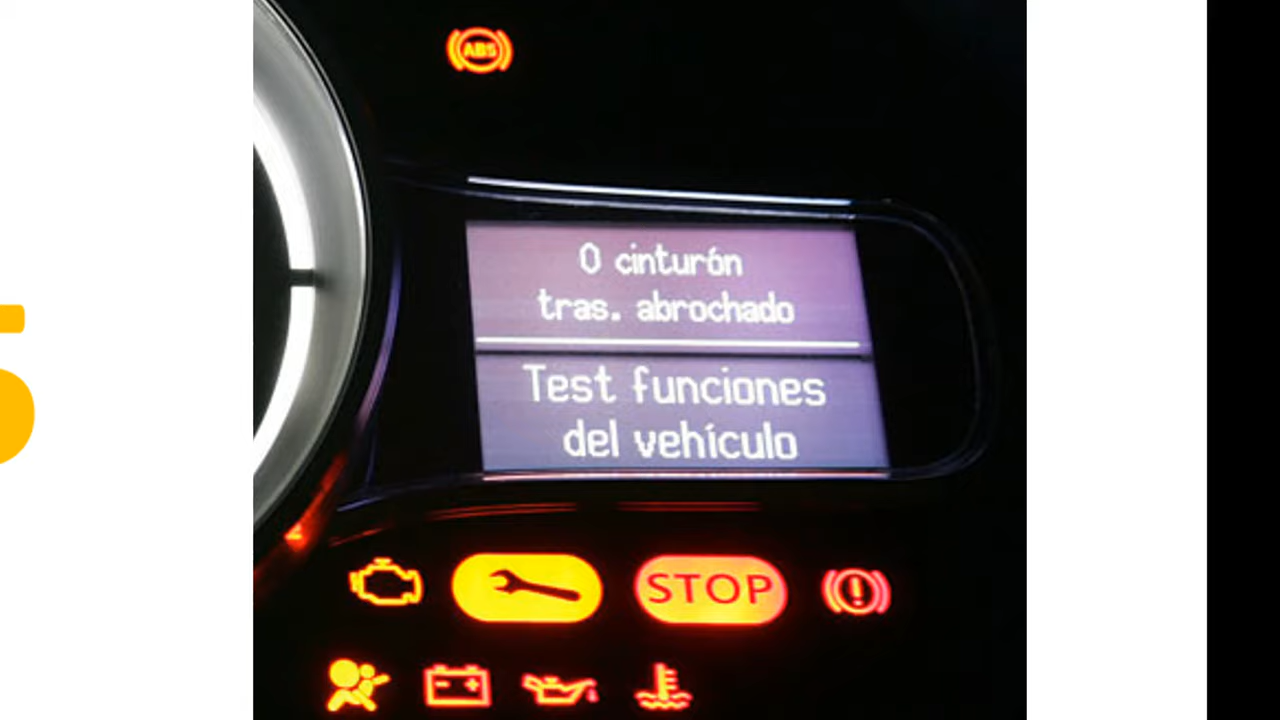 ABS
0 cinturón
tras. abrochado
Test funciones
del vehículo
STOP